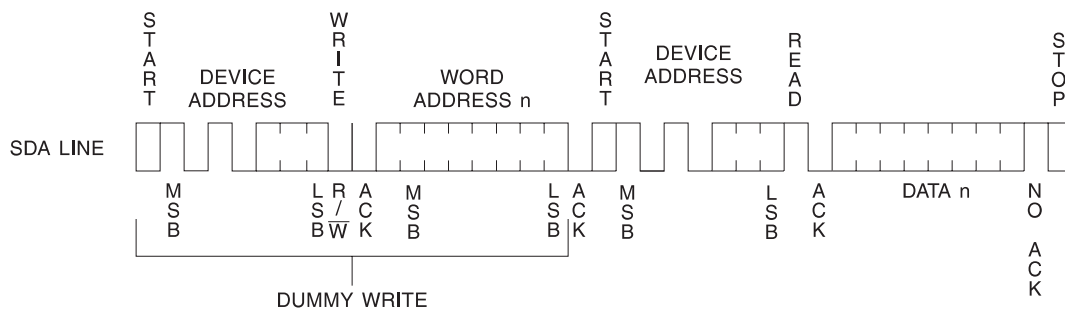 START
DEVICE
ADDRESS
WRITE
WORD
ADDRESS n
START
DEVICE
ADDRESS
READ
STOP
SDA LINE
MSB
LSB
R/W
ACK
MSB
LSB
ACK
MSB
LSB
ACK
DATA n
NO ACK
DUMMY WRITE